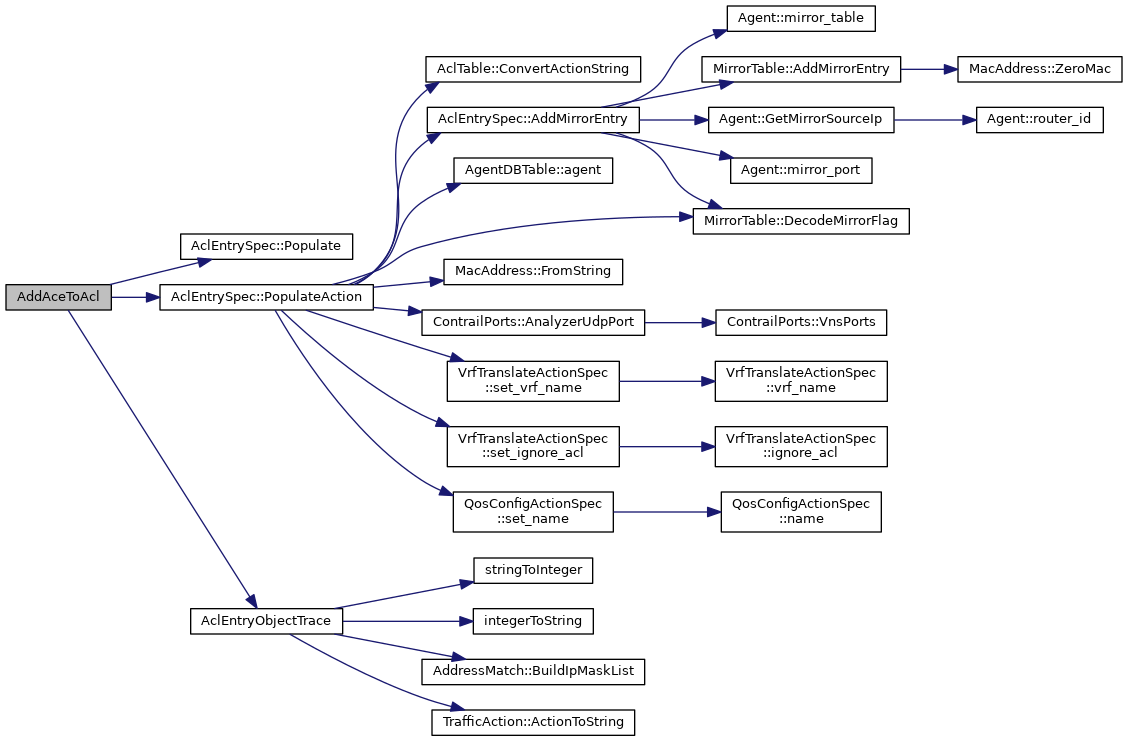 Agent::mirror_table
AclTable::ConvertActionString
MirrorTable::AddMirrorEntry
MacAddress::ZeroMac
AclEntrySpec::AddMirrorEntry
Agent::GetMirrorSourceIp
Agent::router_id
AgentDBTable::agent
Agent::mirror_port
MirrorTable::DecodeMirrorFlag
AclEntrySpec::Populate
MacAddress::FromString
AddAceToAcl
AclEntrySpec::PopulateAction
ContrailPorts::AnalyzerUdpPort
ContrailPorts::VnsPorts
VrfTranslateActionSpec
::set_vrf_name
VrfTranslateActionSpec
::vrf_name
VrfTranslateActionSpec
::set_ignore_acl
VrfTranslateActionSpec
::ignore_acl
QosConfigActionSpec
::set_name
QosConfigActionSpec
::name
stringToInteger
AclEntryObjectTrace
integerToString
AddressMatch::BuildIpMaskList
TrafficAction::ActionToString